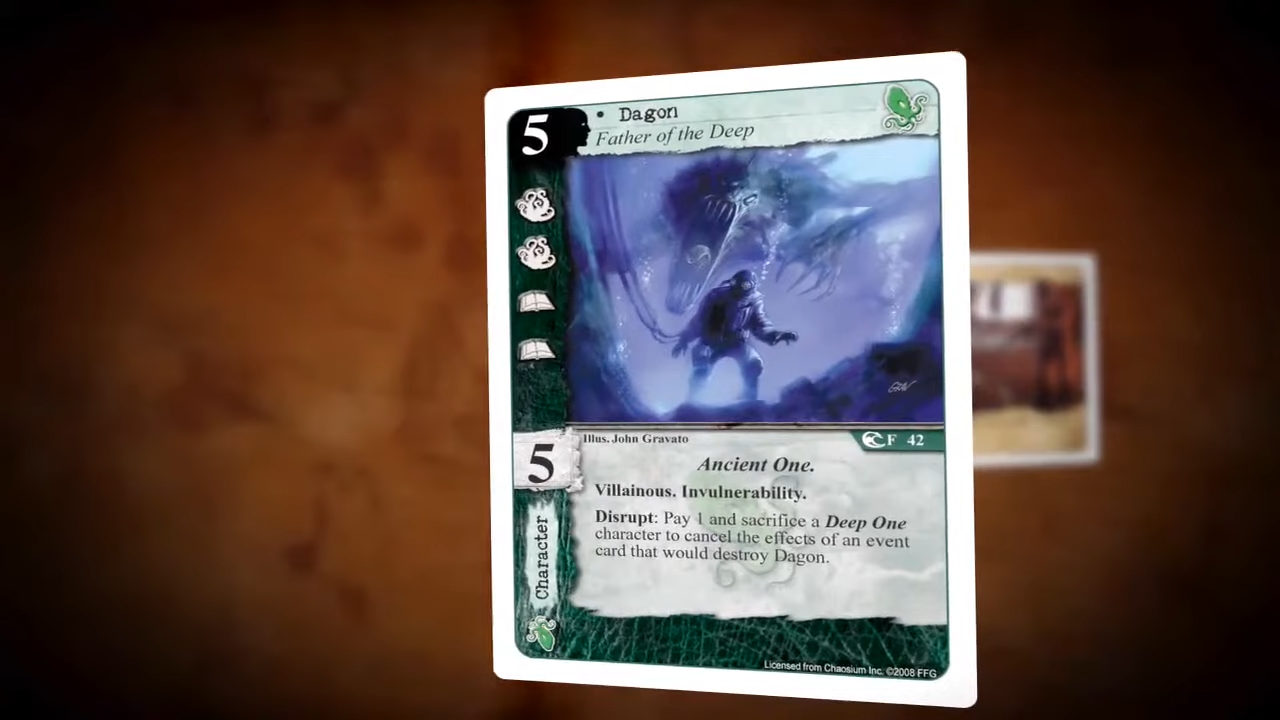 5
• Dagon
Father of the Deep
GRAV
Illus. John Gravato
F 42
5
Ancient One.
Villainous. Invulnerability.
Disrupt: Pay 1 and sacrifice a Deep One
character to cancel the effects of an event
card that would destroy Dagon.
Character
Licensed from Chaosium Inc. ©2008 FFG